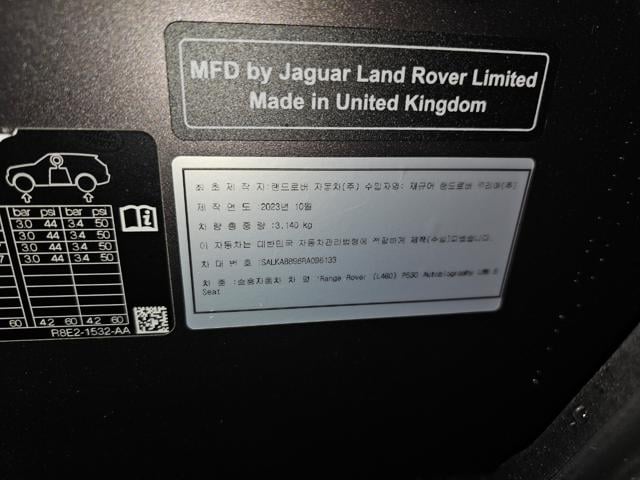 MFD by Jaguar Land Rover Limited
Made in United Kingdom
최 초 제 작 자:랜드로버 자동차(주) 수입자명: 재규어 랜드로버 코리아(주)
제 작 연 도:2023년 10월
차 량 총 중 량:3,140 kg
이 자동차는 대한민국 자동차관리법령에 적합하게 제작(수입)되었습니다
차 대 번 호:
차 종 :승용자동차 차 명 :Range Rover (L460) P530 Autobiography LWB 5
Seat
bar psi bar psi
3.0 44 3.4 50
3.0 44 3.4 50
3.0 44 3.4 50
3.0 44 3.4 50
60 4.2 60 4.2 60
R8E2-1532-AA